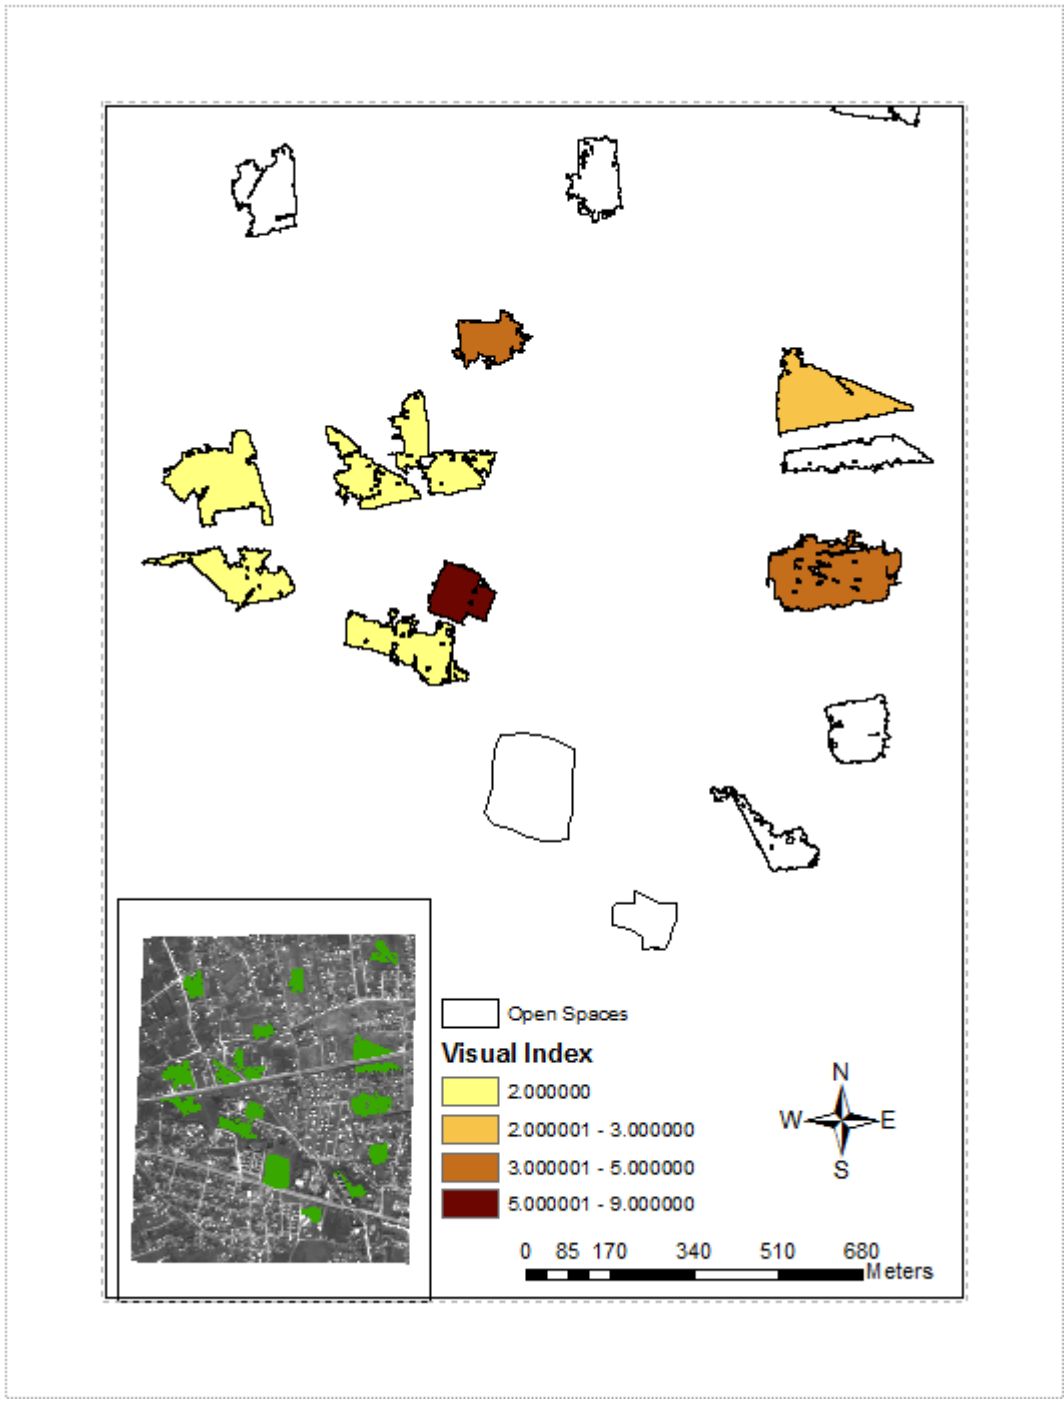 Open Spaces
Visual Index
2.000000
2.000001 - 3.000000
3.000001 - 5.000000
5.000001 - 9.000000
N
W E
S
0 85 170 340 510 680
Meters